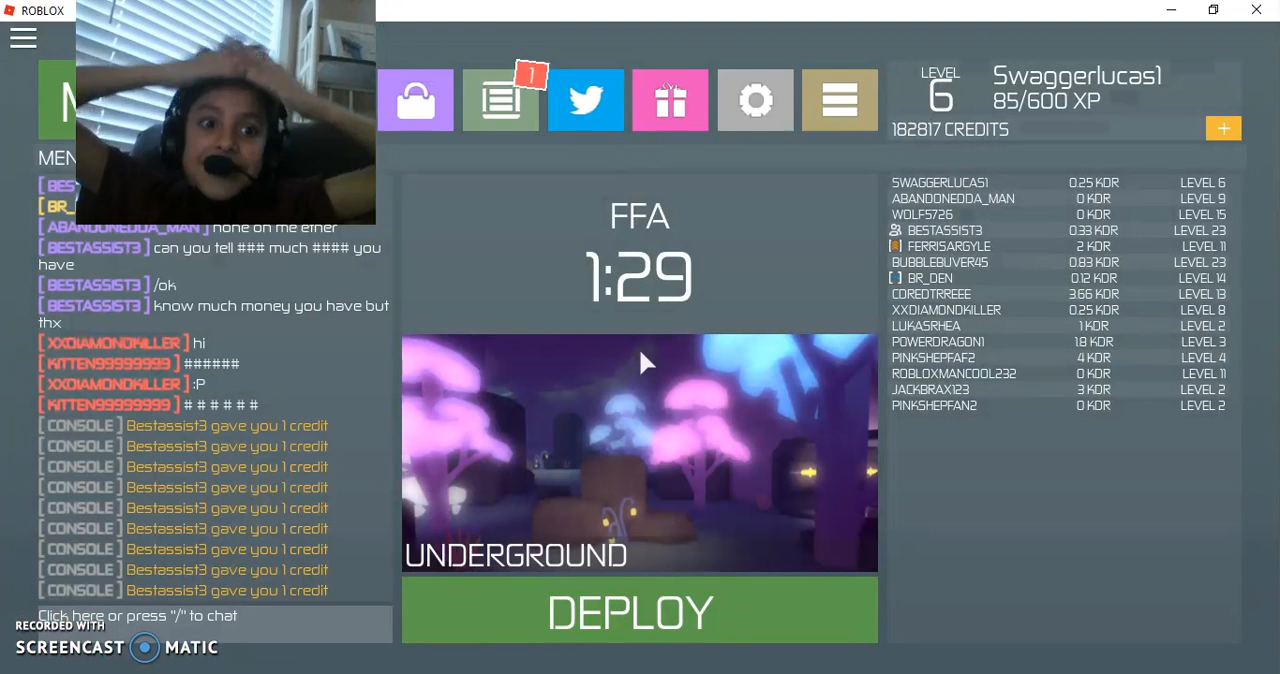 ROBLOX
1
LEVEL
6
Swaggerlucas1
85/600 XP
182817 CREDITS
+
M
MEN
[ BEST
[ BR_
[ ABANDONEDDA_MAN ] none on me ether
[ BESTASSIST3 ] can you tell ### much #### you
have
[ BESTASSIST3 ] /ok
[ BESTASSIST3 ] know much money you have but
thx
[ XXDIAMONDKILLER ] hi
[ KITTEN99999999 ] ######
[ XXDIAMONDKILLER ] :P
[ KITTEN99999999 ] # # # # # #
[ CONSOLE ] Bestassist3 gave you 1 credit
[ CONSOLE ] Bestassist3 gave you 1 credit
[ CONSOLE ] Bestassist3 gave you 1 credit
[ CONSOLE ] Bestassist3 gave you 1 credit
[ CONSOLE ] Bestassist3 gave you 1 credit
[ CONSOLE ] Bestassist3 gave you 1 credit
[ CONSOLE ] Bestassist3 gave you 1 credit
[ CONSOLE ] Bestassist3 gave you 1 credit
[ CONSOLE ] Bestassist3 gave you 1 credit
Click here or press "/" to chat
RECORDED WITH
SCREENCAST MATIC
FFA
1:29
UNDERGROUND
DEPLOY
SWAGGERLUCAS1 0.25 KDR LEVEL 6
ABANDONEDDA_MAN 0 KDR LEVEL 9
WOLF5726 0 KDR LEVEL 15
BESTASSIST3 0.33 KDR LEVEL 23
FERRISARGYLE 2 KDR LEVEL 11
BUBBLEBUVER45 0.83 KDR LEVEL 23
BR_DEN 0.12 KDR LEVEL 14
COREDTRREEE 3.66 KDR LEVEL 13
XXDIAMONDKILLER 0.25 KDR LEVEL 8
LUKASRHEA 1 KDR LEVEL 2
POWERDRAGON1 1.8 KDR LEVEL 3
PINKSHEPFAF2 4 KDR LEVEL 4
ROBLOXMANCOOL232 0 KDR LEVEL 11
JACKBRAX123 3 KDR LEVEL 2
PINKSHEPFAN2 0 KDR LEVEL 2